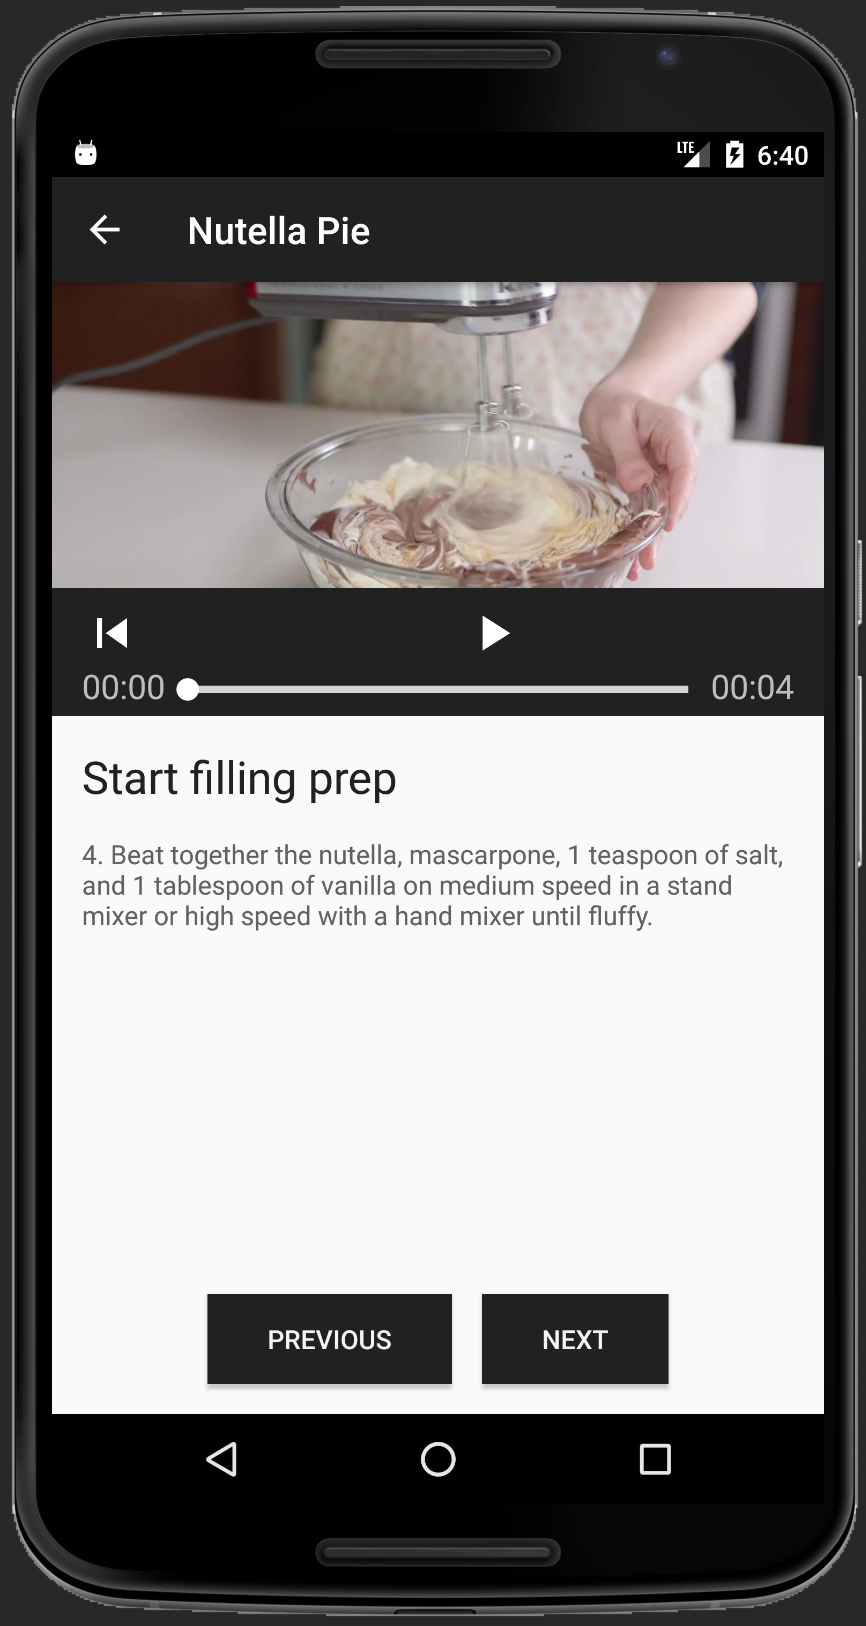 LTE 6:40
Nutella Pie
00:00 00:04
Start filling prep
4. Beat together the nutella, mascarpone, 1 teaspoon of salt,
and 1 tablespoon of vanilla on medium speed in a stand
mixer or high speed with a hand mixer until fluffy.
PREVIOUS NEXT